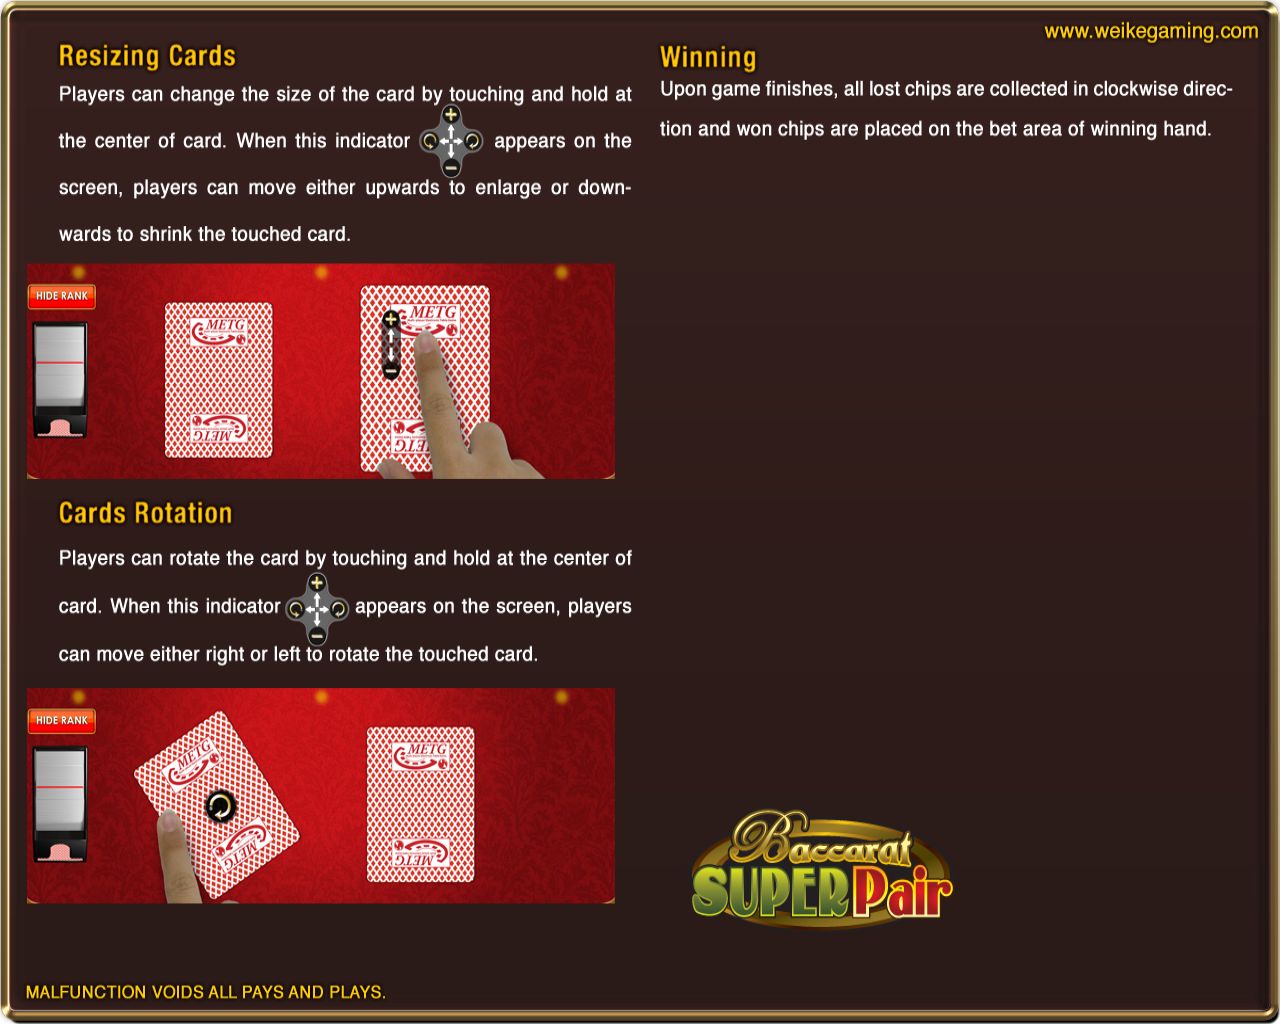 www.weikegaming.com
Resizing Cards
Players can change the size of the card by touching and hold at
the center of card. When this indicator appears on the
screen, players can move either upwards to enlarge or down-
wards to shrink the touched card.
HIDE RANK
METG
METG
METG
METG
Cards Rotation
Players can rotate the card by touching and hold at the center of
card. When this indicator appears on the screen, players
can move either right or left to rotate the touched card.
HIDE RANK
METG
METG
METG
METG
Winning
Upon game finishes, all lost chips are collected in clockwise direc-
tion and won chips are placed on the bet area of winning hand.
Baccarat
SUPER Pair
MALFUNCTION VOIDS ALL PAYS AND PLAYS.